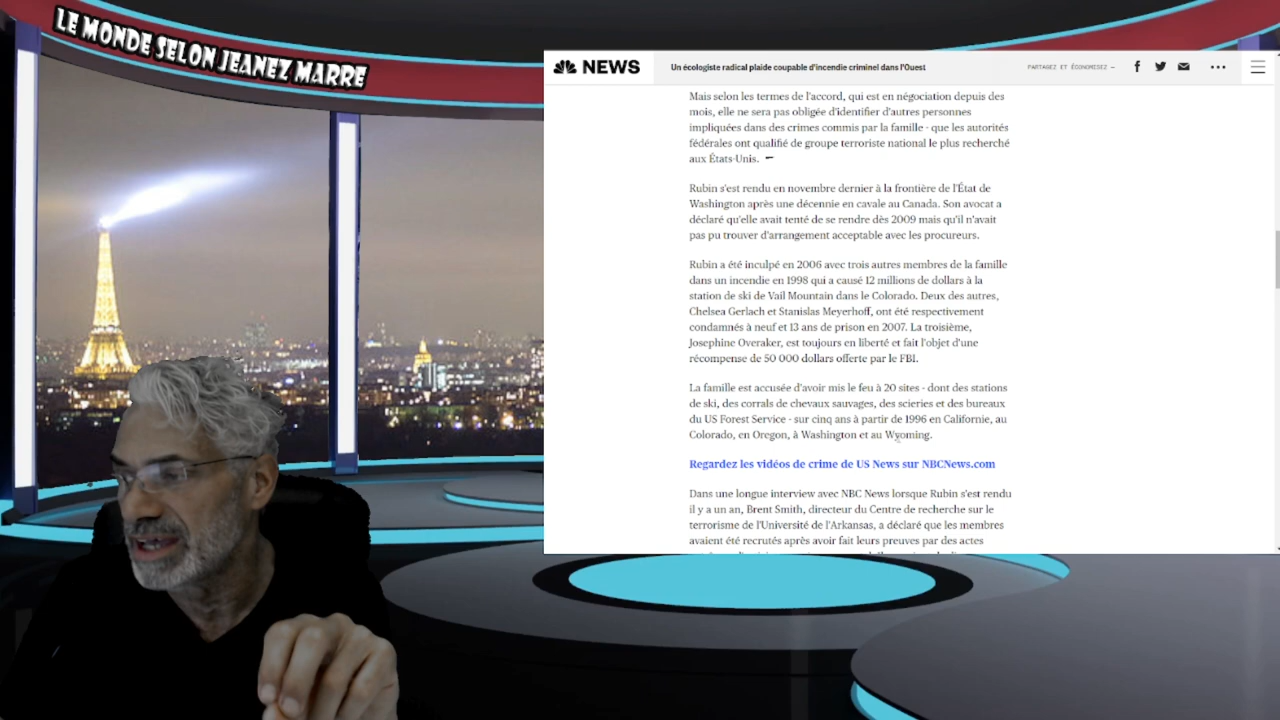 LE MONDE SELON JEANEZ MARRE
NEWS
Un écologiste radical plaide coupable d'incendie criminel dans l'Ouest
PARTAGEZ ET ÉCONOMISEZ —
Mais selon les termes de l'accord, qui est en négociation depuis des
mois, elle ne sera pas obligée d'identifier d'autres personnes
impliquées dans des crimes commis par la famille - que les autorités
fédérales ont qualifié de groupe terroriste national le plus recherché
aux États-Unis.
Rubin s'est rendu en novembre dernier à la frontière de l'État de
Washington après une décennie en cavale au Canada. Son avocat a
déclaré qu'elle avait tenté de se rendre dès 2009 mais qu'il n'avait
pas pu trouver d'arrangement acceptable avec les procureurs.
Rubin a été inculpé en 2006 avec trois autres membres de la famille
dans un incendie en 1998 qui a causé 12 millions de dollars à la
station de ski de Vail Mountain dans le Colorado. Deux des autres,
Chelsea Gerlach et Stanislas Meyerhoff, ont été respectivement
condamnés à neuf et 13 ans de prison en 2007. La troisième,
Josephine Overaker, est toujours en liberté et fait l'objet d'une
récompense de 50 000 dollars offerte par le FBI.
La famille est accusée d'avoir mis le feu à 20 sites - dont des stations
de ski, des corrals de chevaux sauvages, des scieries et des bureaux
du US Forest Service - sur cinq ans à partir de 1996 en Californie, au
Colorado, en Oregon, à Washington et au Wyoming.
Regardez les vidéos de crime de US News sur NBCNews.com
Dans une longue interview avec NBC News lorsque Rubin s'est rendu
il y a un an, Brent Smith, directeur du Centre de recherche sur le
terrorisme de l'Université de l'Arkansas, a déclaré que les membres
avaient été recrutés après avoir fait leurs preuves par des actes